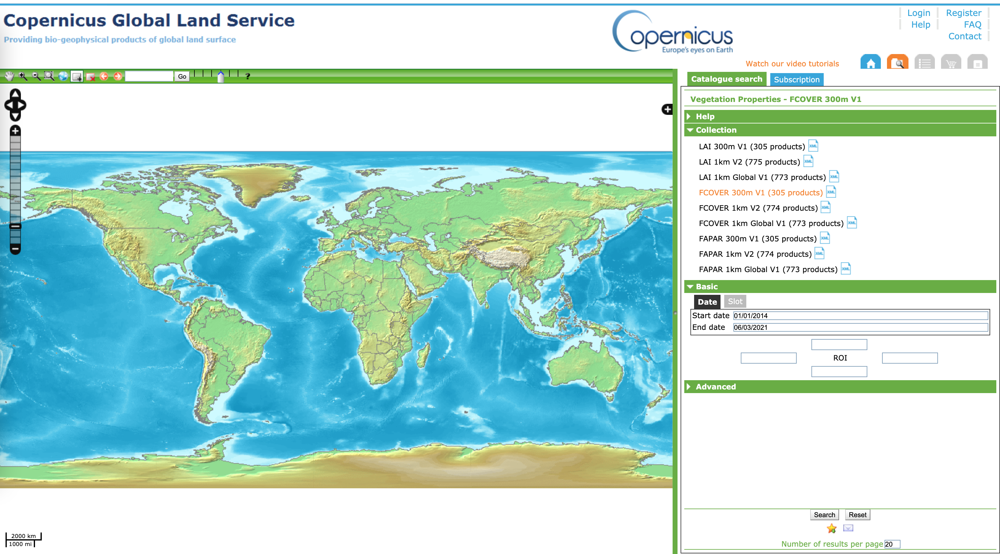 Copernicus Global Land Service
Providing bio-geophysical products of global land surface
opernicus
Europe's eyes on Earth
Login
Register
Help
FAQ
Contact
Watch our video tutorials
Go
?
Catalogue search
Subscription
Vegetation Properties - FCOVER 300m V1
Help
Collection
LAI 300m V1 (305 products) XML
LAI 1km V2 (775 products) XML
LAI 1km Global V1 (773 products) XML
FCOVER 300m V1 (305 products) XML
FCOVER 1km V2 (774 products) XML
FCOVER 1km Global V1 (773 products) XML
FAPAR 300m V1 (305 products) XML
FAPAR 1km V2 (774 products) XML
FAPAR 1km Global V1 (773 products) XML
Basic
Date
Slot
Start date 01/01/2014
End date 06/03/2021
ROI
Advanced
Search
Reset
Number of results per page 20
2000 km
1000 mi